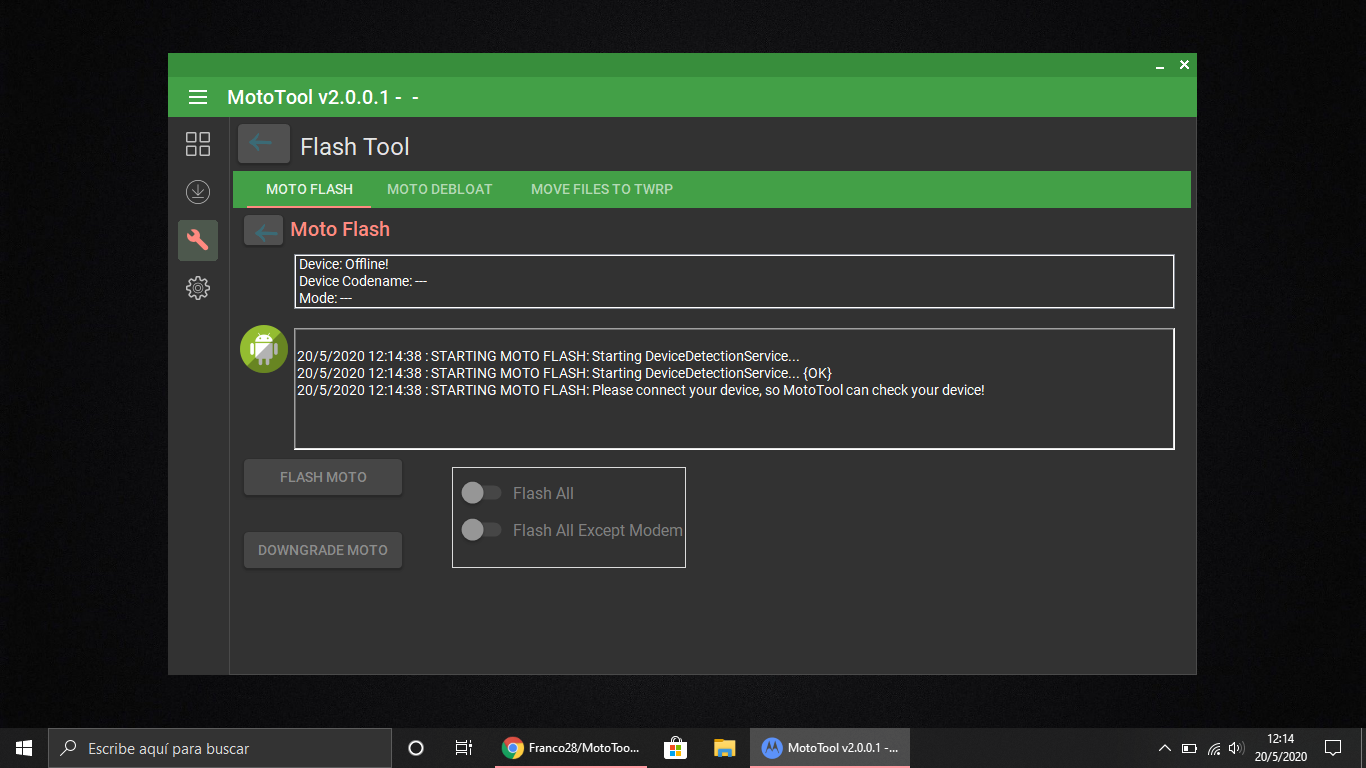 MotoTool v2.0.0.1 -  -
Flash Tool
MOTO FLASH
MOTO DEBLOAT
MOVE FILES TO TWRP
Moto Flash
Device: Offline!
Device Codename: ---
Mode: ---
20/5/2020 12:14:38 : STARTING MOTO FLASH: Starting DeviceDetectionService...
20/5/2020 12:14:38 : STARTING MOTO FLASH: Starting DeviceDetectionService... {OK}
20/5/2020 12:14:38 : STARTING MOTO FLASH: Please connect your device, so MotoTool can check your device!
FLASH MOTO
Flash All
Flash All Except Modem
DOWNGRADE MOTO
Escribe aquí para buscar
Franco28/MotoToo...
MotoTool v2.0.0.1 -...
12:14
20/5/2020